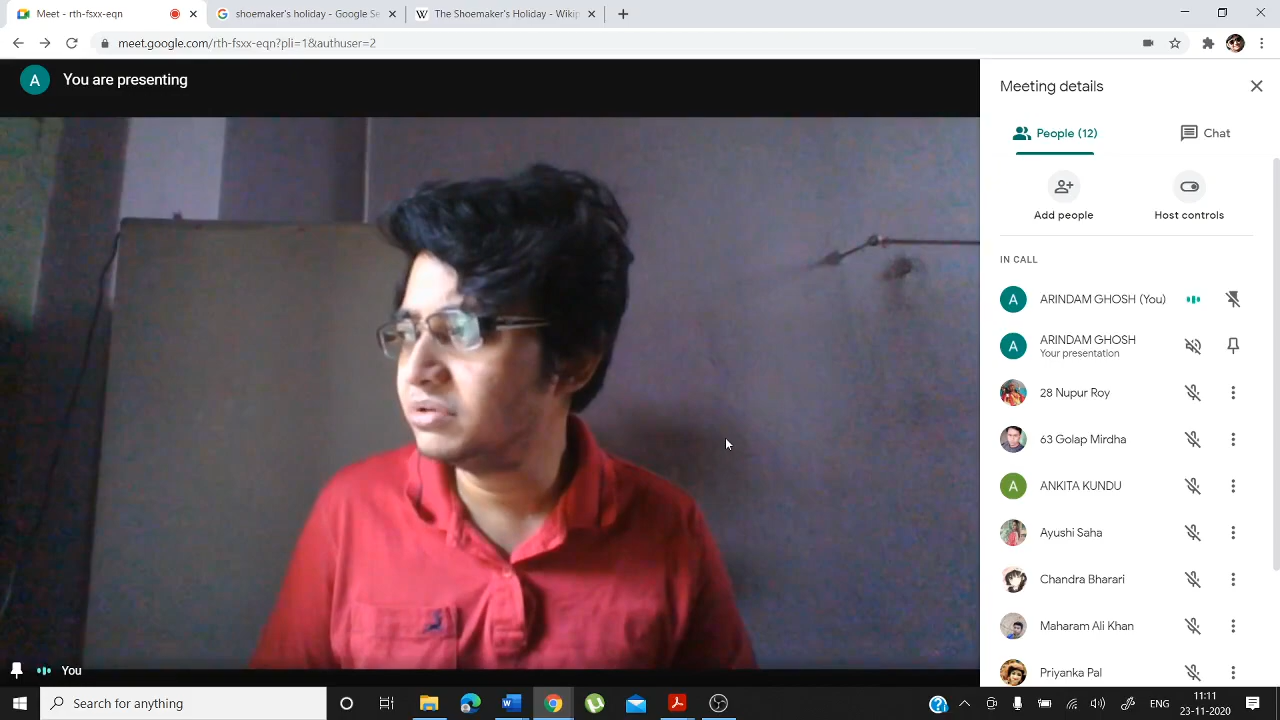 Meet - rth-fsxx-eqn
shoemaker's holiday - Google Se
The Shoemaker's Holiday - Wikip
meet.google.com/rth-fsxx-eqn?pli=1&authuser=2
A You are presenting
Meeting details
People (12)
Chat
Add people
Host controls
IN CALL
A ARINDAM GHOSH (You)
A ARINDAM GHOSH
Your presentation
28 Nupur Roy
63 Golap Mirdha
A ANKITA KUNDU
Ayushi Saha
Chandra Bharari
Maharam Ali Khan
Priyanka Pal
You
Search for anything
ENG
11:11
23-11-2020